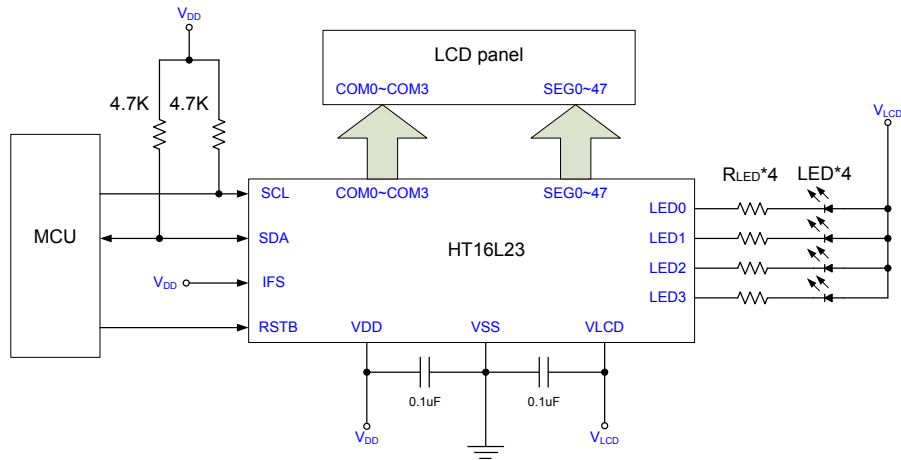 VDD
LCD panel
COM0~COM3 SEG0~47
4.7K 4.7K
VLCD
RLED*4 LED*4
SCL COM0~COM3 SEG0~47
LED0
MCU
SDA HT16L23 LED1
VDD IFS LED2
LED3
RSTB VDD VSS VLCD
0.1uF 0.1uF
VDD VLCD